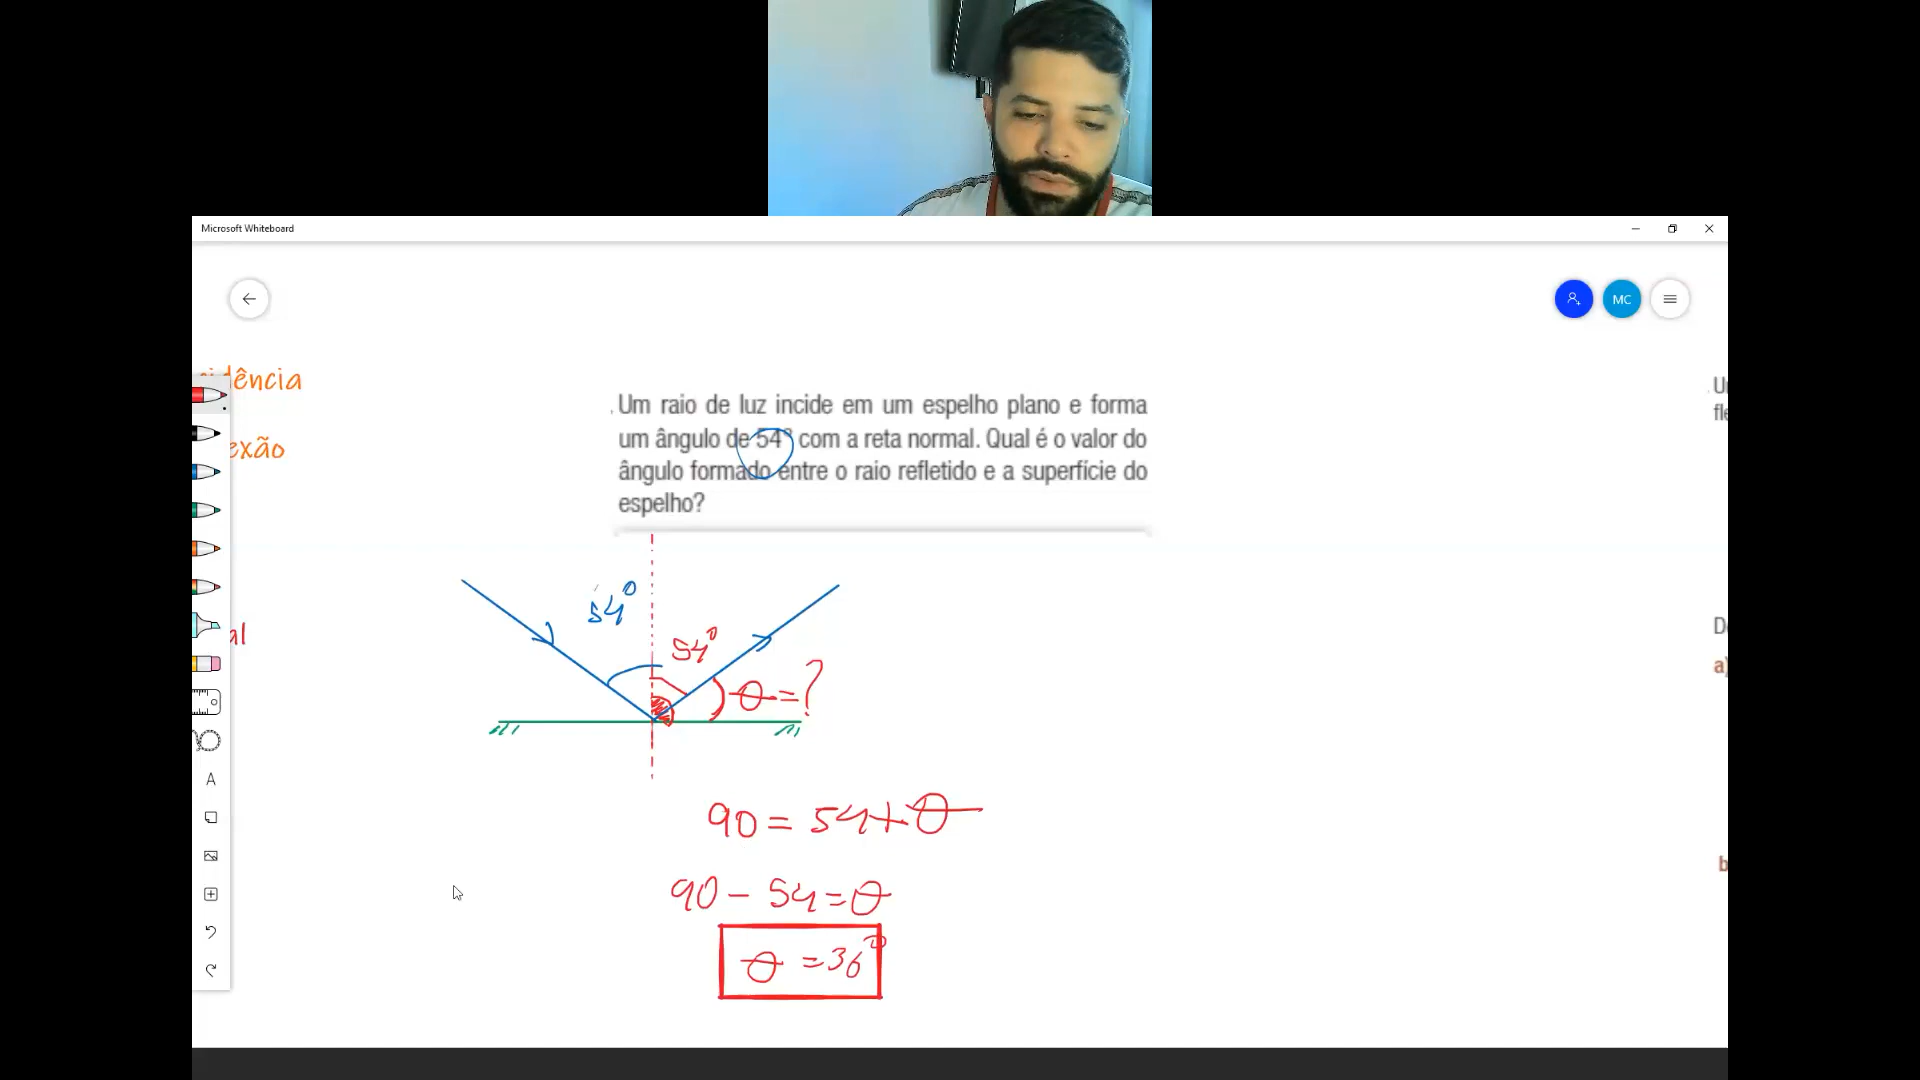 Microsoft Whiteboard
MC
idência
exão
al
Um raio de luz incide em um espelho plano e forma
um ângulo de 54° com a reta normal. Qual é o valor do
ângulo formado entre o raio refletido e a superfície do
espelho?
54°
54°
θ = ?
90 = 54 + θ
90 - 54 = θ
θ = 36°
A
U
fle
D
a)
b